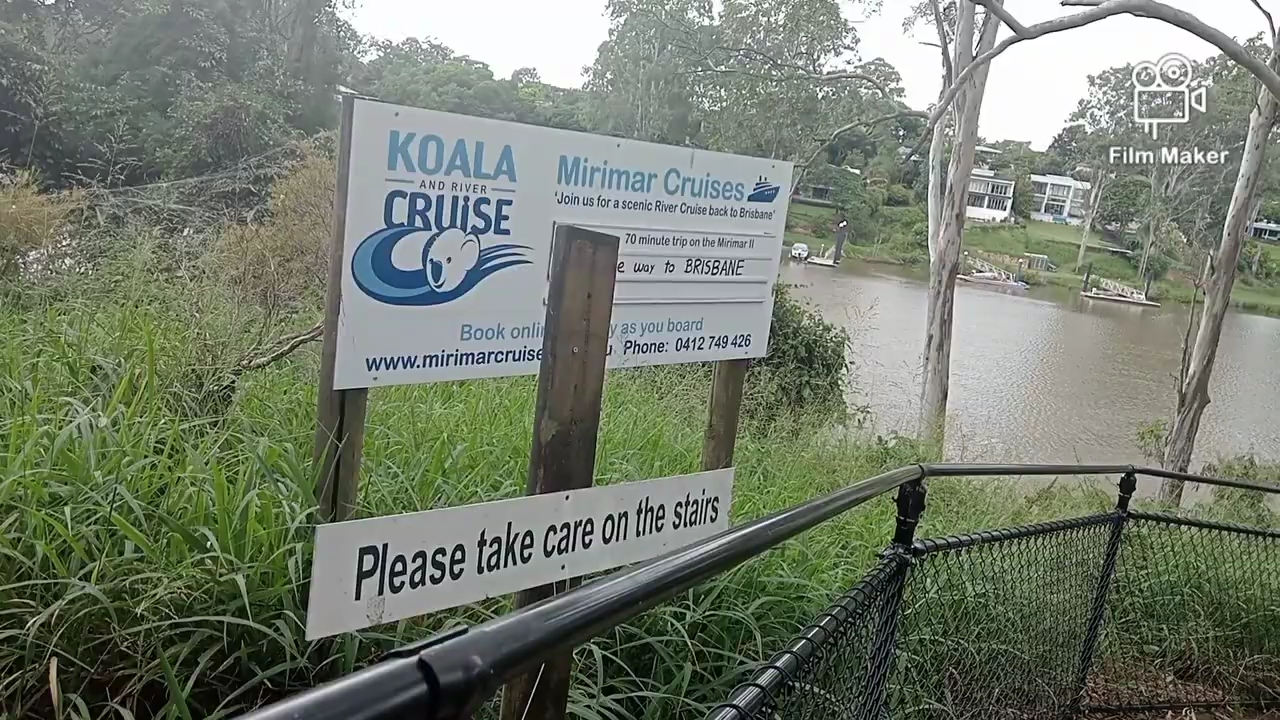 KOALA
AND RIVER
CRUiSE
Mirimar Cruises
'Join us for a scenic River Cruise back to Brisbane'
70 minute trip on the Mirimar II
way to BRISBANE
Book as you board
www.mirimarcruise Phone: 0412 749 426
Please take care on the stairs
Film Maker